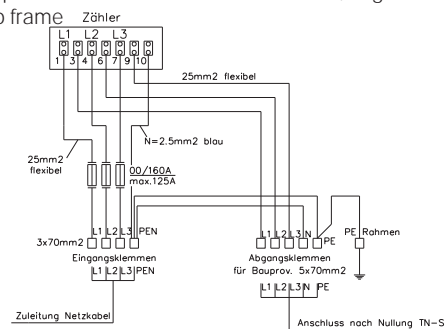 o frame
Zähler
L1 L2 L3
1 3 4 6 7 9 10
25mm2 flexibel
N=2.5mm2 blau
25mm2
flexibel
00/160A
max.125A
L1 L2 L3 PEN
3x70mm2
Eingangsklemmen
L1 L2 L3 PEN
Zuleitung Netzkabel
L1 L2 L3 N PE
PE Rahmen
Abgangsklemmen
für Bauprov. 5x70mm2
L1 L2 L3 N PE
Anschluss nach Nullung TN-S